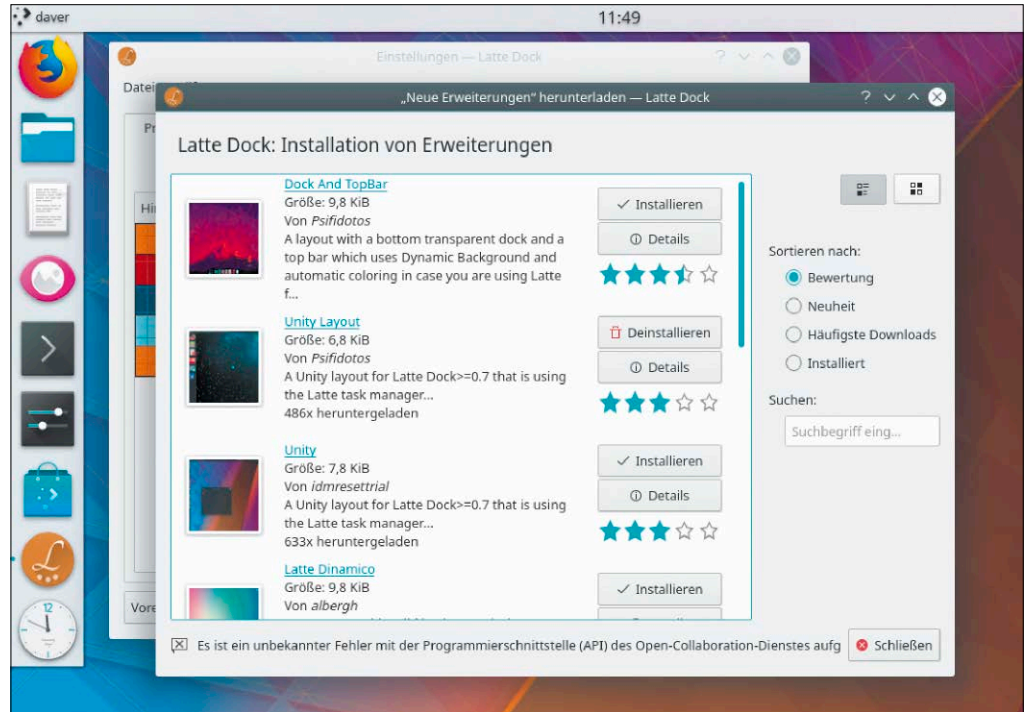 daver
11:49
Einstellungen — Latte Dock
Datei
„Neue Erweiterungen“ herunterladen — Latte Dock
Latte Dock: Installation von Erweiterungen
Dock And TopBar
Größe: 9,8 KiB
Von Psifidotos
A layout with a bottom transparent dock and a
top bar which uses Dynamic Background and
automatic coloring in case you are using Latte
f...
Installieren
Details
Unity Layout
Größe: 6,8 KiB
Von Psifidotos
A Unity layout for Latte Dock>=0.7 that is using
the Latte task manager...
486x heruntergeladen
Deinstallieren
Details
Unity
Größe: 7,8 KiB
Von idmresettrial
A Unity layout for Latte Dock>=0.7 that is using
the Latte task manager...
633x heruntergeladen
Installieren
Details
Latte Dinamico
Größe: 9,8 KiB
Von albergh
Installieren
Sortieren nach:
Bewertung
Neuheit
Häufigste Downloads
Installiert
Suchen:
Suchbegriff eing...
Pr
Hi
Vore
Es ist ein unbekannter Fehler mit der Programmierschnittstelle (API) des Open-Collaboration-Dienstes aufg
Schließen
L
12